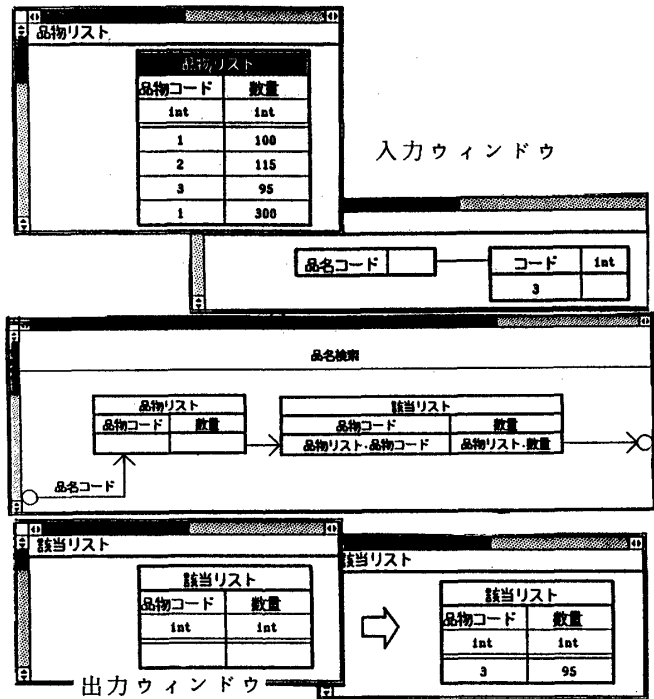 品物リスト
品物リスト
品物コード 数量
int int
1 100
2 115
3 95
1 300
入力ウィンドウ
品名コード コード int
3
品名検索
品物リスト 該当リスト
品物コード 数量 品物コード 数量
品物リスト・品物コード 品物リスト・数量
品名コード
該当リスト
該当リスト
品物コード 数量
int int
出力ウィンドウ
該当リスト
該当リスト
品物コード 数量
int int
3 95